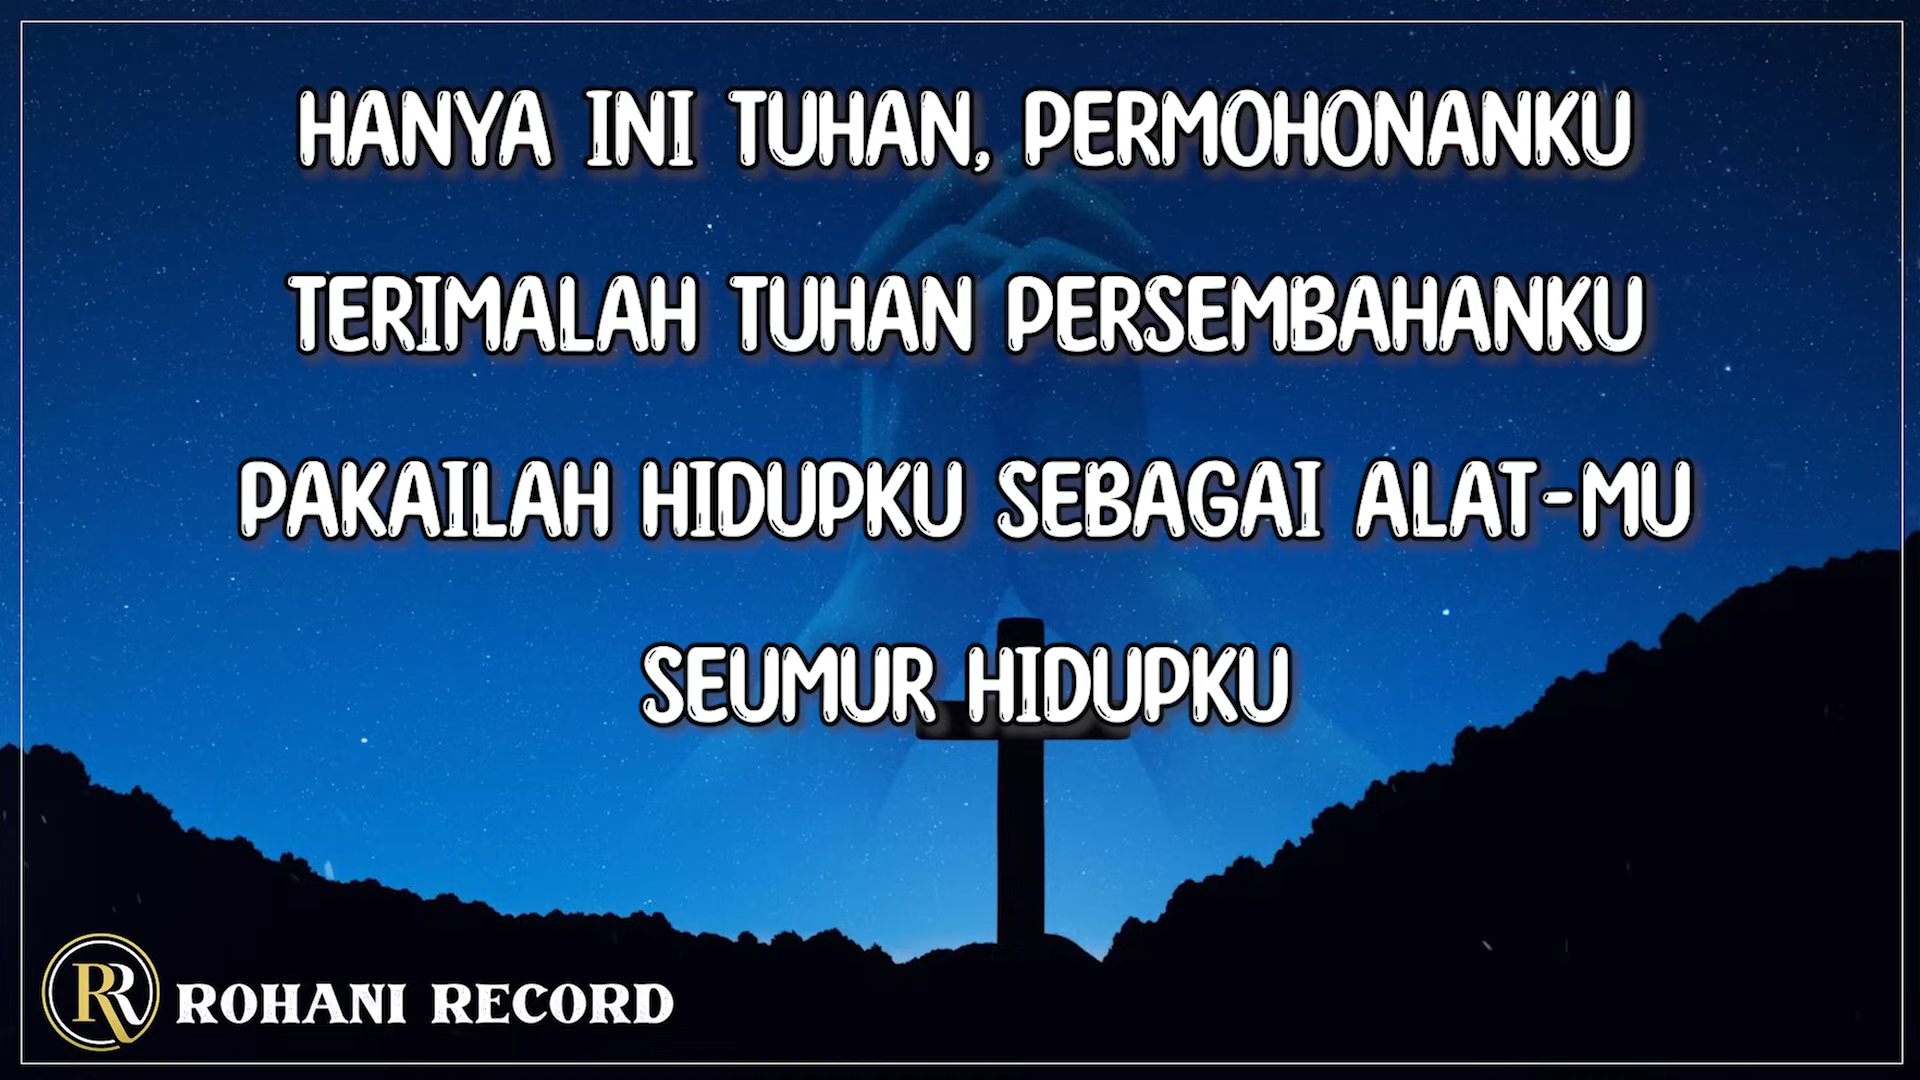 HANYA INI TUHAN, PERMOHONANKU
TERIMALAH TUHAN PERSEMBAHANKU
PAKAILAH HIDUPKU SEBAGAI ALAT-MU
SEUMUR HIDUPKU
RR ROHANI RECORD